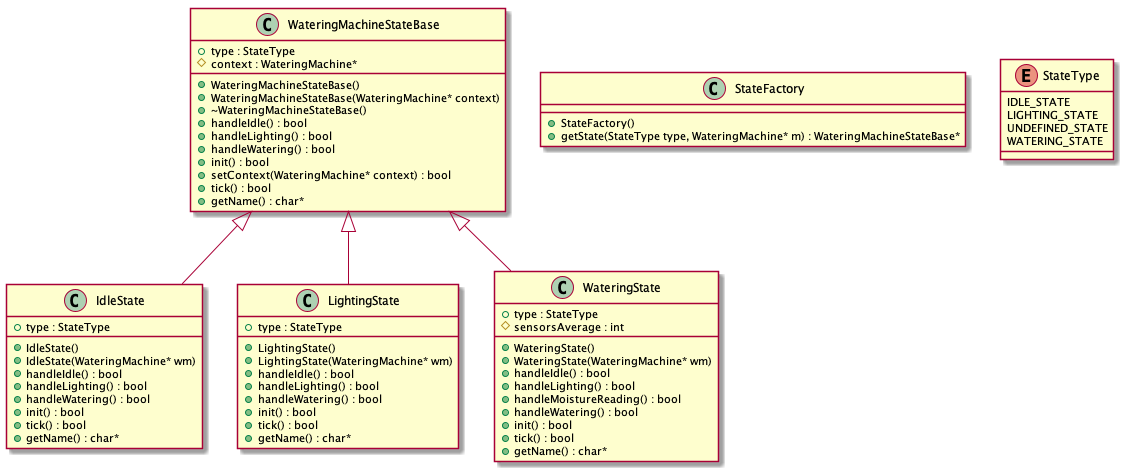 C WateringMachineStateBase
type : StateType
context : WateringMachine*
WateringMachineStateBase()
WateringMachineStateBase(WateringMachine* context)
~WateringMachineStateBase()
handleIdle() : bool
handleLighting() : bool
handleWatering() : bool
init() : bool
setContext(WateringMachine* context) : bool
tick() : bool
getName() : char*
C StateFactory
StateFactory()
getState(StateType type, WateringMachine* m) : WateringMachineStateBase*
E StateType
IDLE_STATE
LIGHTING_STATE
UNDEFINED_STATE
WATERING_STATE
C IdleState
type : StateType
IdleState()
IdleState(WateringMachine* wm)
handleIdle() : bool
handleLighting() : bool
handleWatering() : bool
init() : bool
tick() : bool
getName() : char*
C LightingState
type : StateType
LightingState()
LightingState(WateringMachine* wm)
handleIdle() : bool
handleLighting() : bool
handleWatering() : bool
init() : bool
tick() : bool
getName() : char*
C WateringState
type : StateType
sensorsAverage : int
WateringState()
WateringState(WateringMachine* wm)
handleIdle() : bool
handleLighting() : bool
handleMoistureReading() : bool
handleWatering() : bool
init() : bool
tick() : bool
getName() : char*